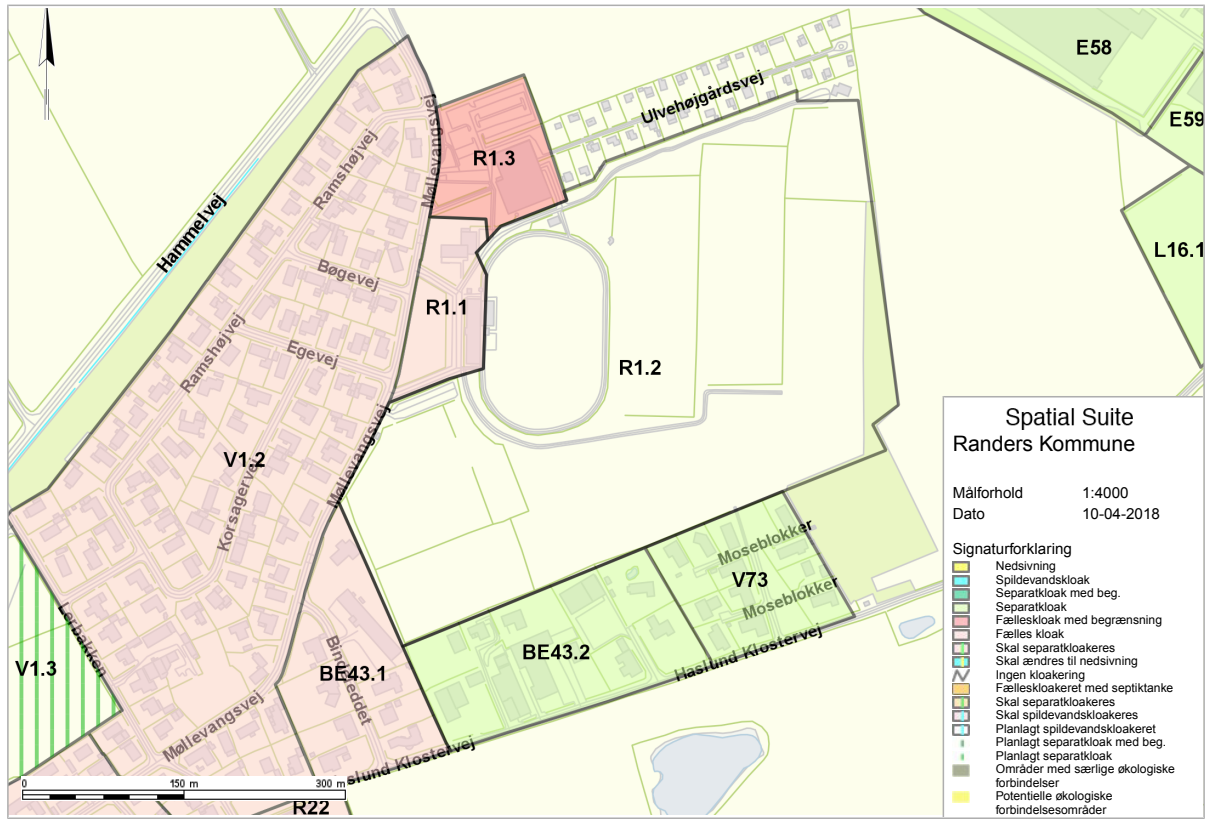 E58
E59
Ulvehøjgårdsvej
R1.3
Møllevangsvej
Ramshøjvej
Hammelvej
L16.1
Bøgevej
R1.1
Ramshøjvej
Egevej
R1.2
V1.2
Korsagervej
Møllevangsvej
Moseblokker
V73
Moseblokker
BE43.2
Haslund Klostervej
Lerbakken
V1.3
BE43.1
Møllevangsvej
slund Klostervej
R22
0 150 m 300 m
Spatial Suite
Randers Kommune
Målforhold 1:4000
Dato 10-04-2018
Signaturforklaring
Nedsivning
Spildevandskloak
Separatkloak med beg.
Separatkloak
Fælleskloak med begrænsning
Fælles kloak
Skal separatkloakeres
Skal ændres til nedsivning
Ingen kloakering
Fælleskloakeret med septiktanke
Skal separatkloakeres
Skal spildevandskloakeres
Planlagt spildevandskloakeret
Planlagt separatkloak med beg.
Planlagt separatkloak
Områder med særlige økologiske
forbindelser
Potentielle økologiske
forbindelsesområder